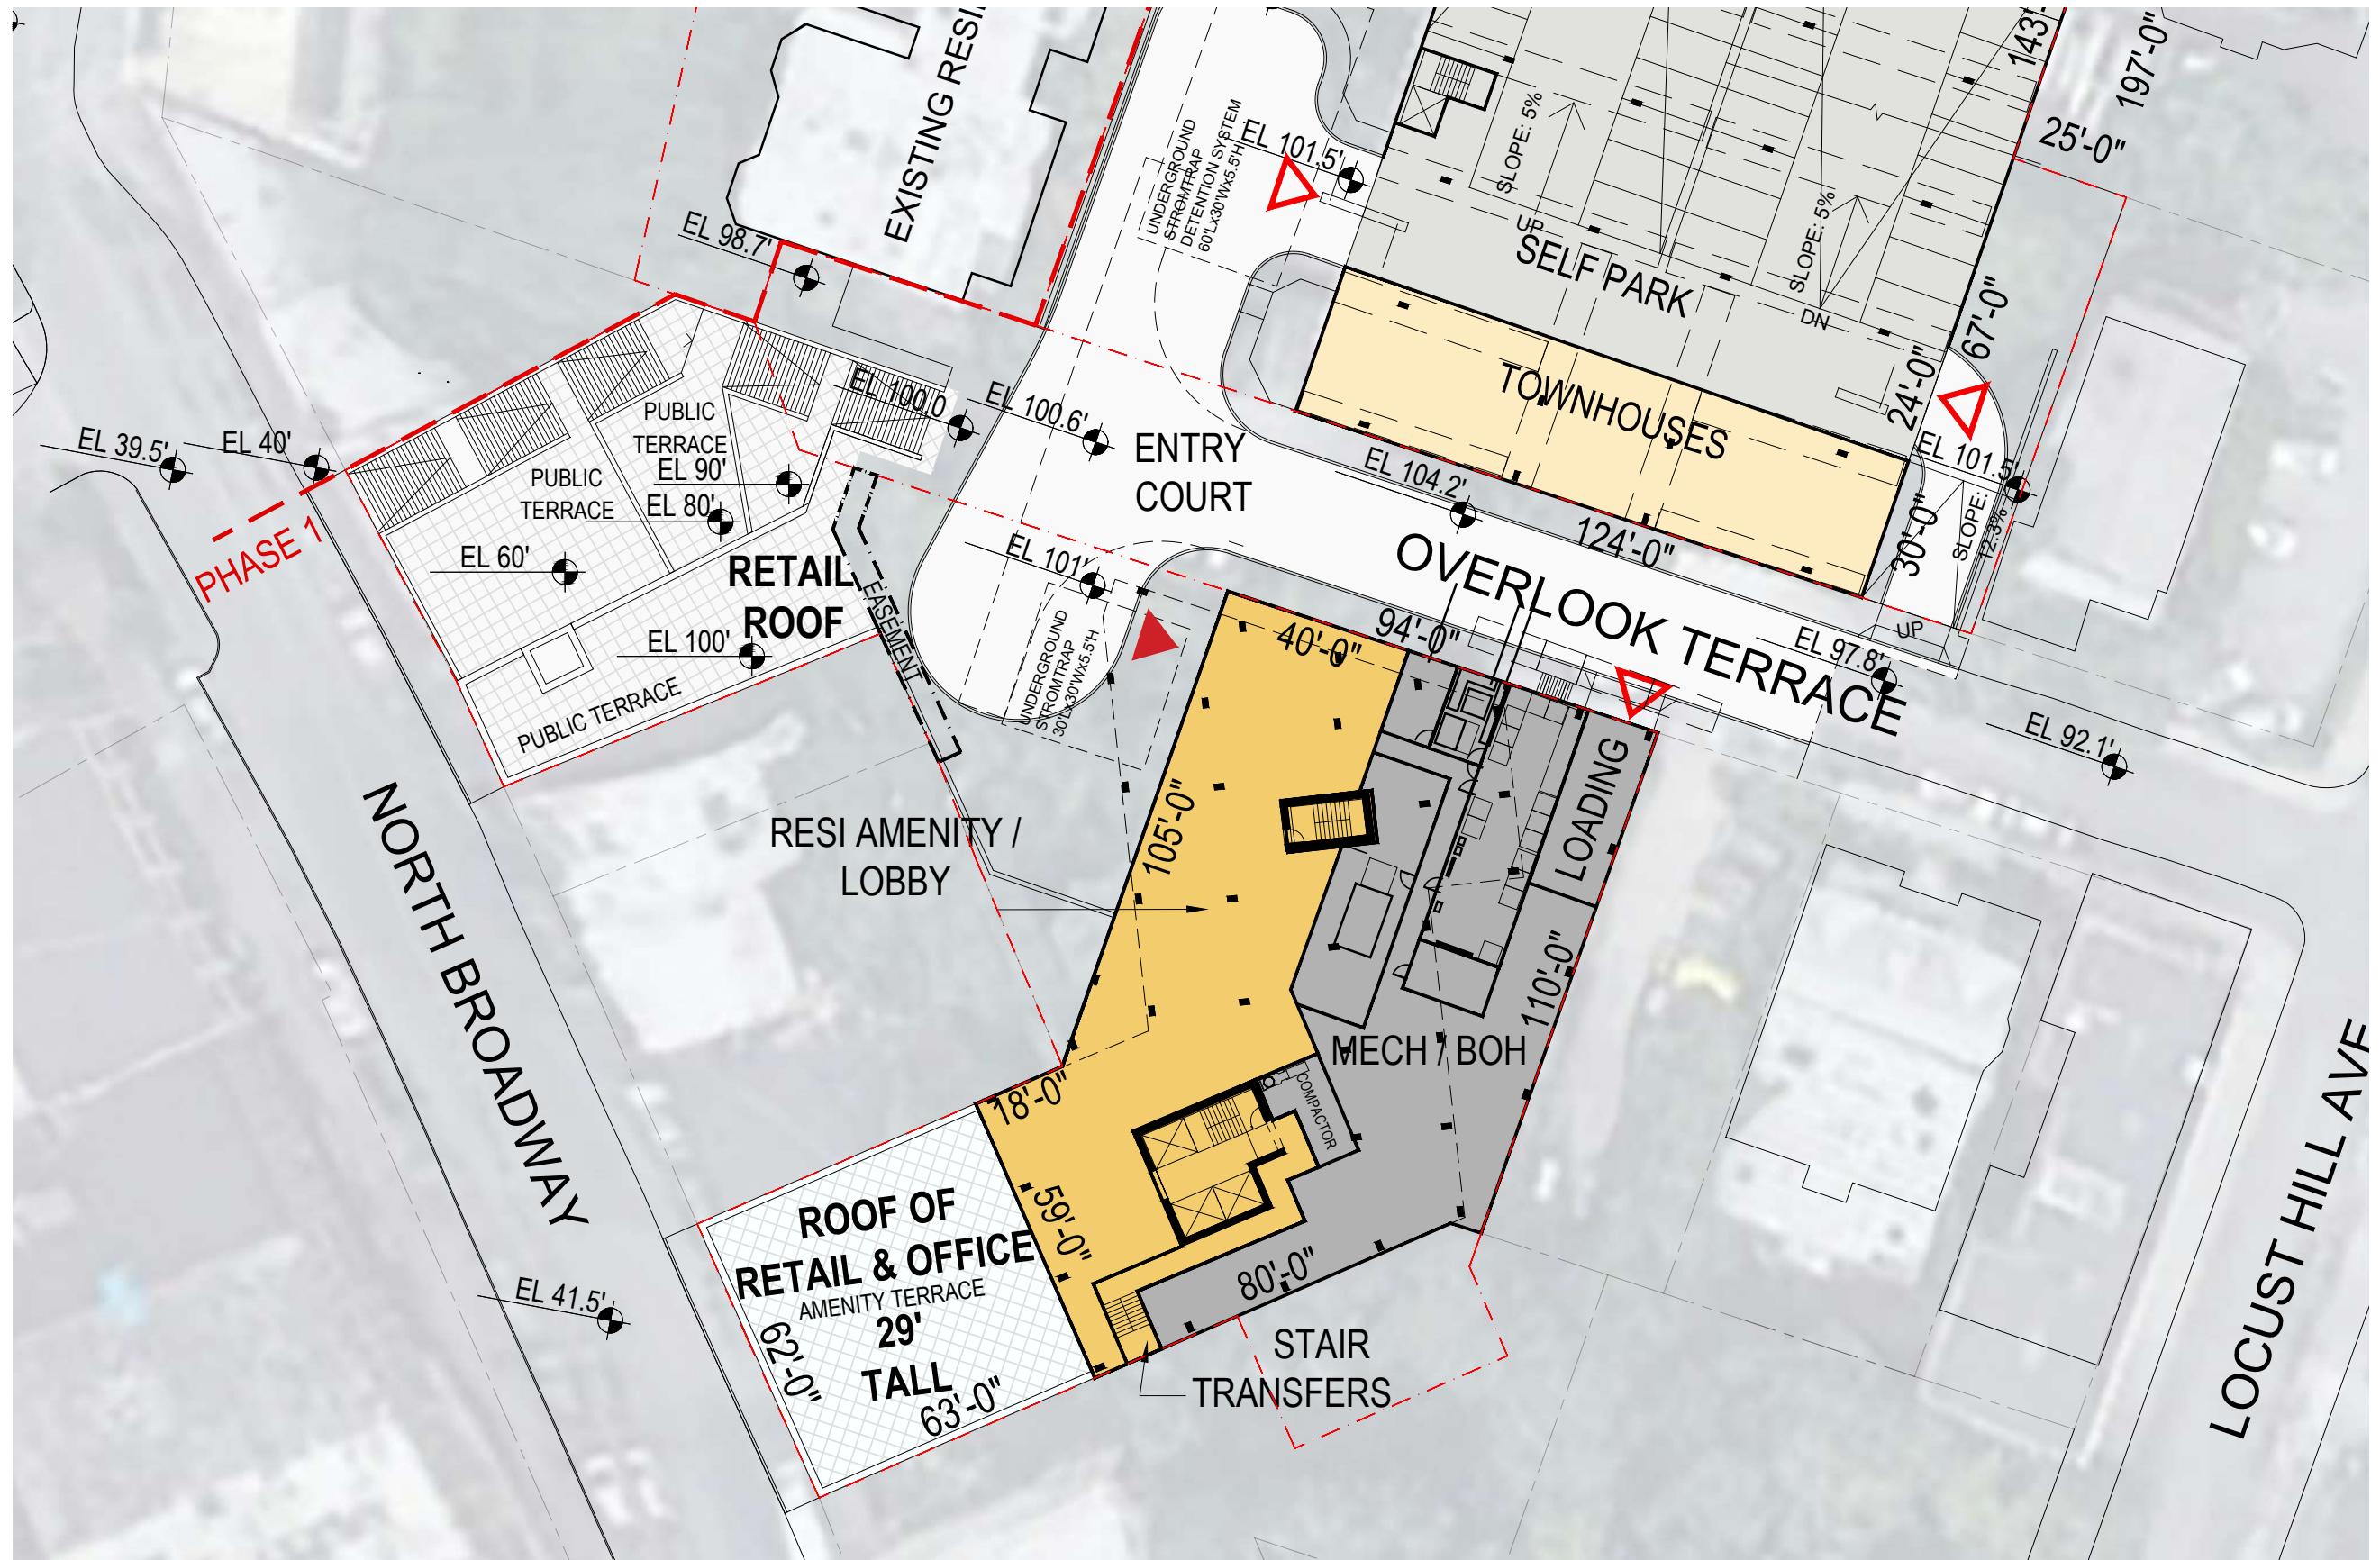 EXISTING RESI
143'-
197'-0"
25'-0"
UNDERGROUND
STROMTRAP
DETENTION SYSTEM
60'Lx30'Wx5.5'H
EL 101.5'
SLOPE: 5%
UP
SELF PARK
SLOPE: 5%
DN
67'-0"
24'-0"
EL 98.7'
TOWNHOUSES
EL 100.0
EL 100.6'
ENTRY
COURT
EL 104.2'
124'-0"
EL 101.5'
30'-0"
SLOPE:
12.3%
UP
EL 39.5'
EL 40'
PHASE 1
PUBLIC
TERRACE
PUBLIC
TERRACE
EL 90'
EL 80'
EL 60'
RETAIL
ROOF
EL 100'
PUBLIC TERRACE
EASEMENT
EL 101'
UNDERGROUND
STROMTRAP
30'Lx30'Wx5.5'H
OVERLOOK TERRACE
40'-0"
94'-0"
EL 97.8'
EL 92.1'
LOADING
105'-0"
RESI AMENITY /
LOBBY
NORTH BROADWAY
110'-0"
MECH / BOH
COMPACTOR
18'-0"
59'-0"
80'-0"
ROOF OF
RETAIL & OFFICE
AMENITY TERRACE
29'
TALL
62'-0"
63'-0"
EL 41.5'
STAIR
TRANSFERS
LOCUST HILL AVE